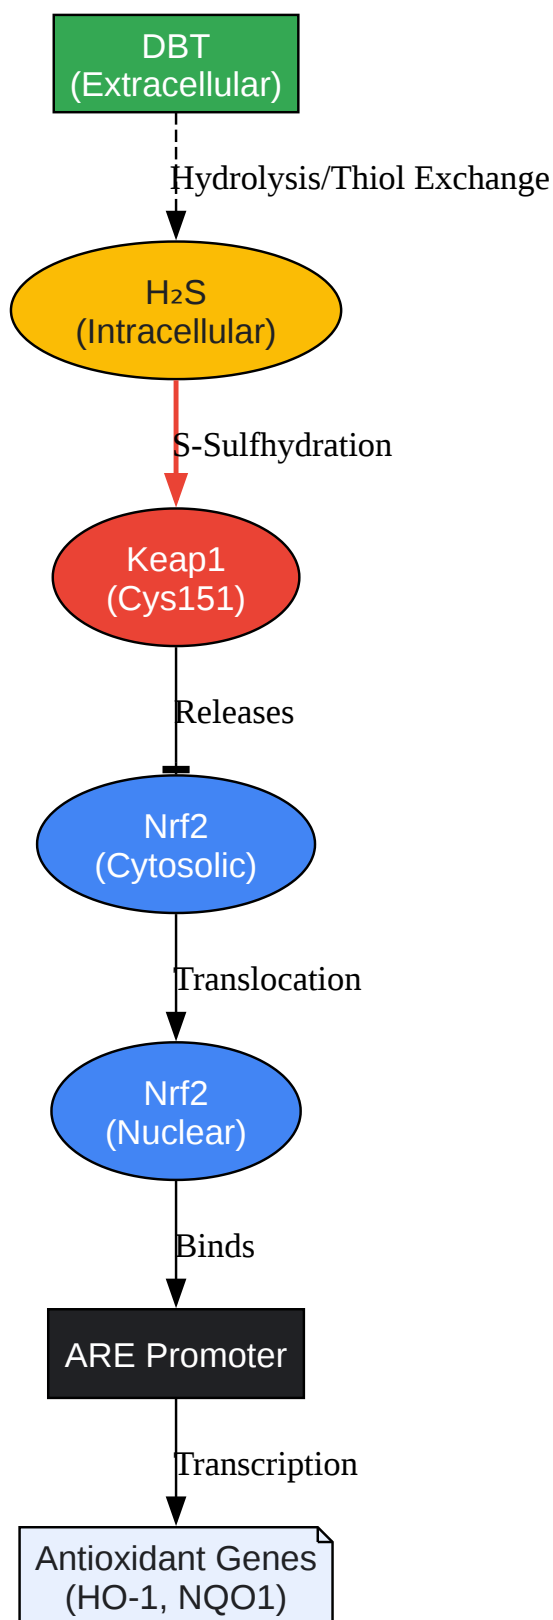 DBT
(Extracellular)
Hydrolysis/Thiol Exchange
H₂S
(Intracellular)
S-Sulfhydration
Keap1
(Cys151)
Releases
Nrf2
(Cytosolic)
Translocation
Nrf2
(Nuclear)
Binds
ARE Promoter
Transcription
Antioxidant Genes
(HO-1, NQO1)